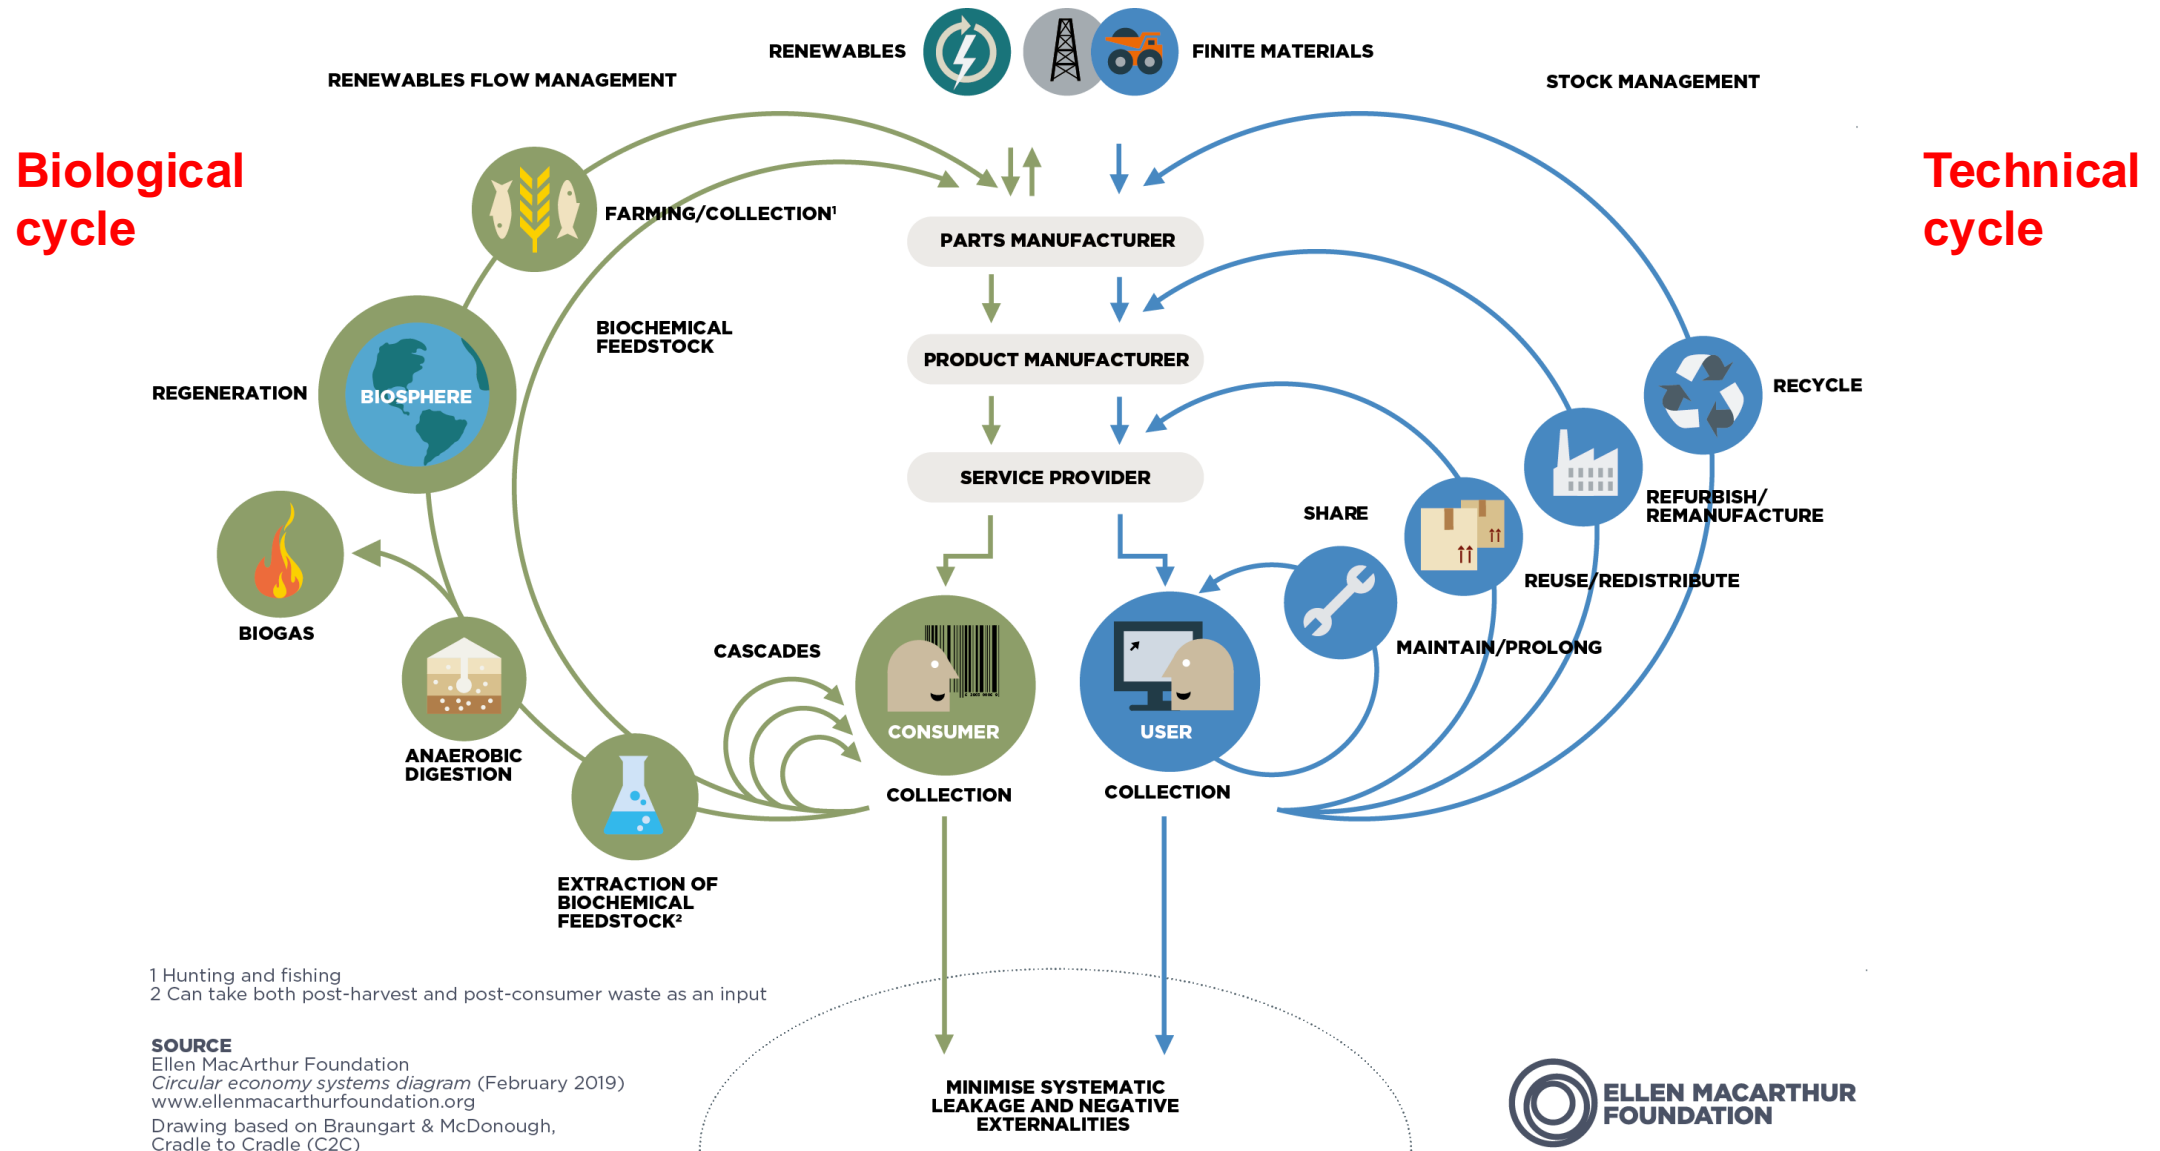 RENEWABLES
FINITE MATERIALS
RENEWABLES FLOW MANAGEMENT
STOCK MANAGEMENT
Biological
cycle
Technical
cycle
FARMING/COLLECTION¹
PARTS MANUFACTURER
BIOCHEMICAL
FEEDSTOCK
PRODUCT MANUFACTURER
REGENERATION
BIOSPHERE
RECYCLE
SERVICE PROVIDER
REFURBISH/
REMANUFACTURE
SHARE
REUSE/REDISTRIBUTE
BIOGAS
CASCADES
MAINTAIN/PROLONG
CONSUMER
USER
ANAEROBIC
DIGESTION
COLLECTION
COLLECTION
EXTRACTION OF
BIOCHEMICAL
FEEDSTOCK²
1 Hunting and fishing
2 Can take both post-harvest and post-consumer waste as an input
SOURCE
Ellen MacArthur Foundation
Circular economy systems diagram (February 2019)
www.ellenmacarthurfoundation.org
Drawing based on Braungart & McDonough,
Cradle to Cradle (C2C)
MINIMISE SYSTEMATIC
LEAKAGE AND NEGATIVE
EXTERNALITIES
ELLEN MACARTHUR
FOUNDATION